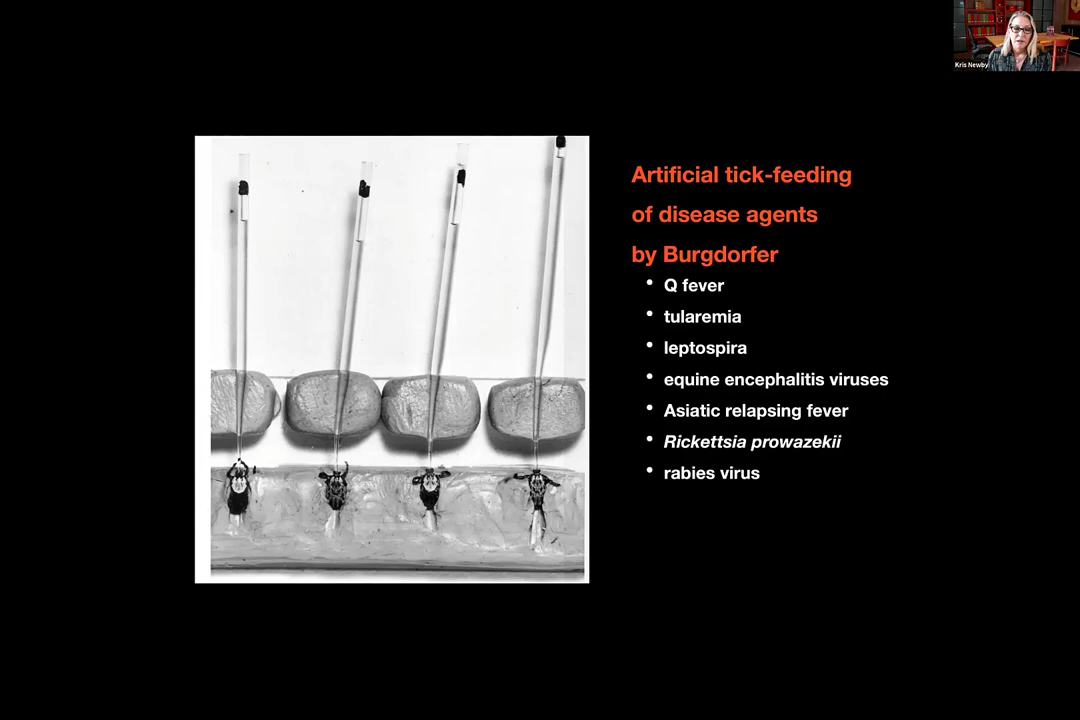 Kris Newby
Artificial tick-feeding
of disease agents
by Burgdorfer
• Q fever
• tularemia
• leptospira
• equine encephalitis viruses
• Asiatic relapsing fever
• Rickettsia prowazekii
• rabies virus